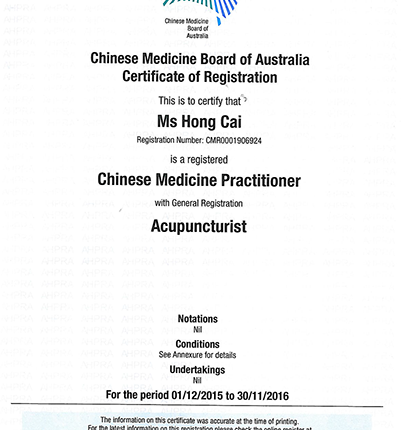 Chinese Medicine
Board of
Australia
Chinese Medicine Board of Australia
Certificate of Registration
This is to certify that
Ms Hong Cai
Registration Number: CMR0001906924
is a registered
Chinese Medicine Practitioner
with General Registration
Acupuncturist
Notations
Nil
Conditions
See Annexure for details
Undertakings
Nil
For the period 01/12/2015 to 30/11/2016
The information on this certificate was accurate at the time of printing.
For the latest information on this registration please check the online register at